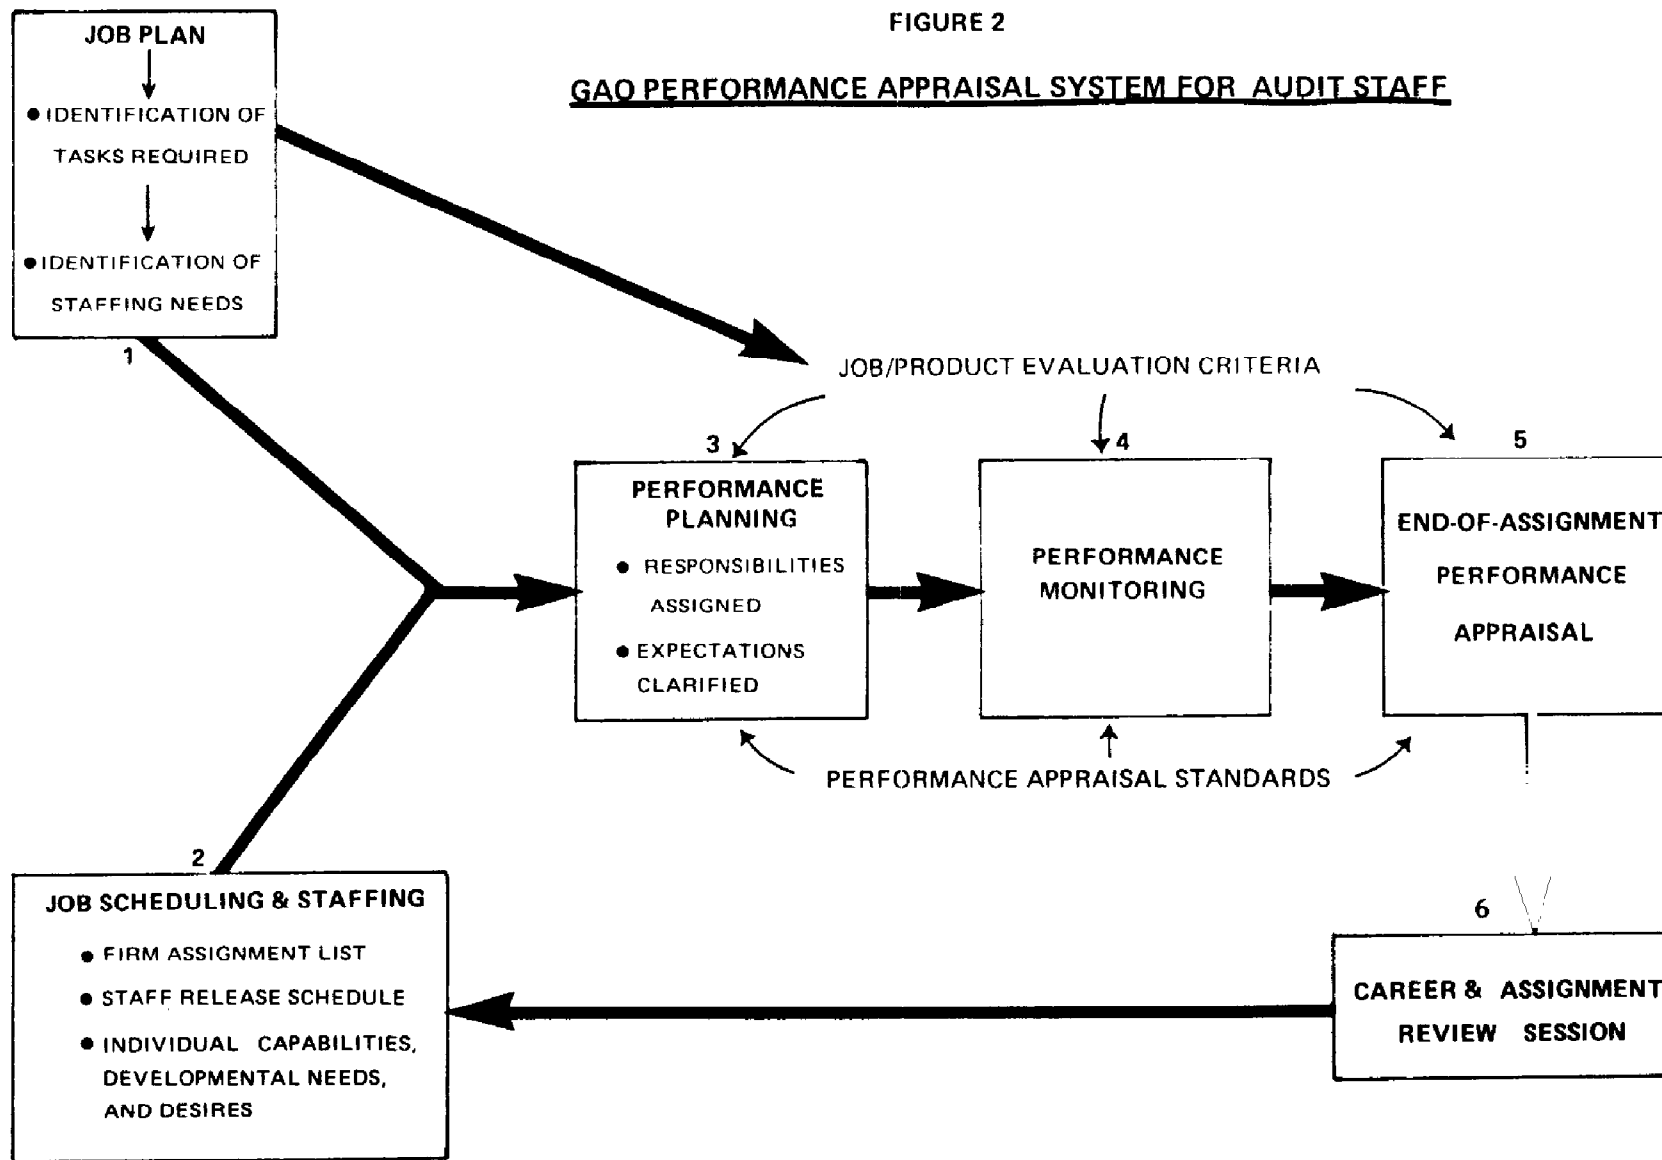 FIGURE 2
GAO PERFORMANCE APPRAISAL SYSTEM FOR AUDIT STAFF
JOB PLAN
● IDENTIFICATION OF
TASKS REQUIRED
● IDENTIFICATION OF
STAFFING NEEDS
1
JOB/PRODUCT EVALUATION CRITERIA
3
PERFORMANCE
PLANNING
● RESPONSIBILITIES
ASSIGNED
● EXPECTATIONS
CLARIFIED
4
PERFORMANCE
MONITORING
5
END-OF-ASSIGNMENT
PERFORMANCE
APPRAISAL
PERFORMANCE APPRAISAL STANDARDS
2
JOB SCHEDULING & STAFFING
● FIRM ASSIGNMENT LIST
● STAFF RELEASE SCHEDULE
● INDIVIDUAL CAPABILITIES,
DEVELOPMENTAL NEEDS,
AND DESIRES
6
CAREER & ASSIGNMENT
REVIEW SESSION